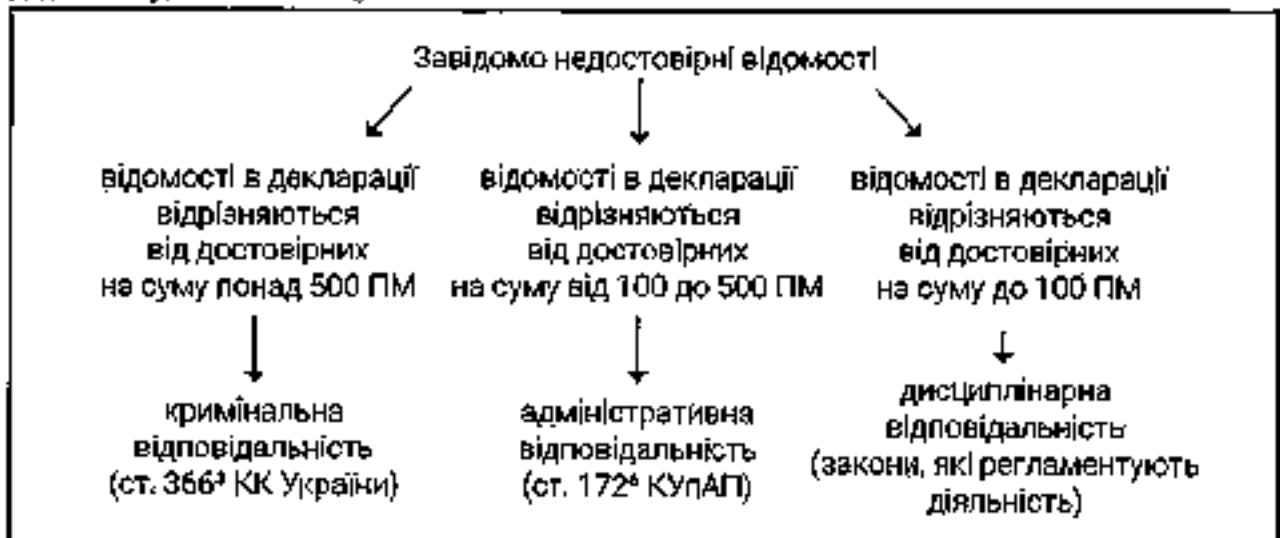 Завідомо недостовірні відомості
відомості в декларації
відрізняються
від достовірних
на суму понад 500 ПМ
кримінальна
відповідальність
(ст. 366³ КК України)
відомості в декларації
відрізняються
від достовірних
на суму від 100 до 500 ПМ
адміністративна
відповідальність
(ст. 172⁶ КУпАП)
відомості в декларації
відрізняються
від достовірних
на суму до 100 ПМ
дисциплінарна
відповідальність
(закони, які регламентують
діяльність)